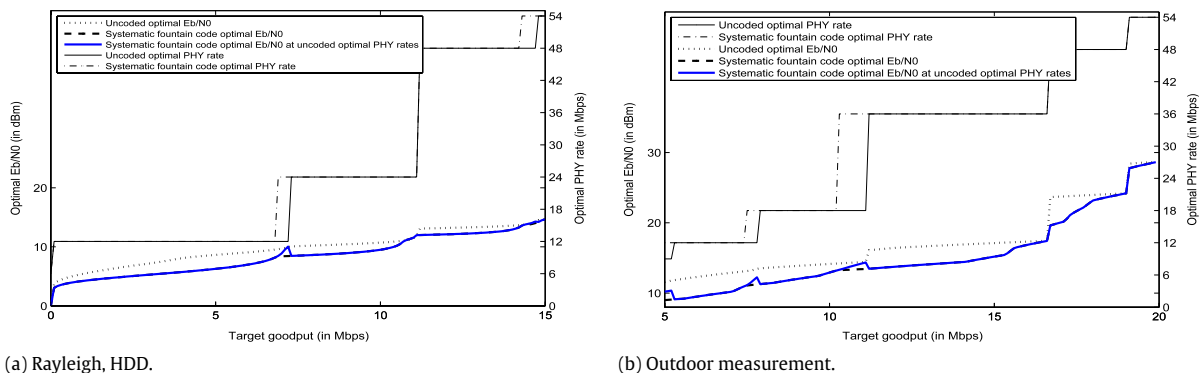 Uncoded optimal Eb/N0
Systematic fountain code optimal Eb/N0
Systematic fountain code optimal Eb/N0 at uncoded optimal PHY rates
Uncoded optimal PHY rate
Systematic fountain code optimal PHY rate
Optimal Eb/N0 (in dBm)
20
10
0
54
48
42
36
30
24
18
12
6
0
Optimal PHY rate (in Mbps)
0
5
10
15
Target goodput (in Mbps)
(a) Rayleigh, HDD.
Uncoded optimal PHY rate
Systematic fountain code optimal PHY rate
Uncoded optimal Eb/N0
Systematic fountain code optimal Eb/N0
Systematic fountain code optimal Eb/N0 at uncoded optimal PHY rates
Optimal Eb/N0 (in dBm)
30
20
10
54
48
42
36
30
24
18
12
6
0
Optimal PHY rate (in Mbps)
5
10
15
20
Target goodput (in Mbps)
(b) Outdoor measurement.